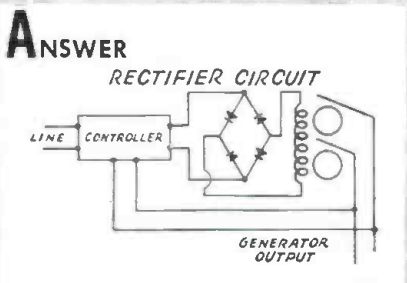 ANSWER
RECTIFIER CIRCUIT
LINE
CONTROLLER
GENERATOR
OUTPUT